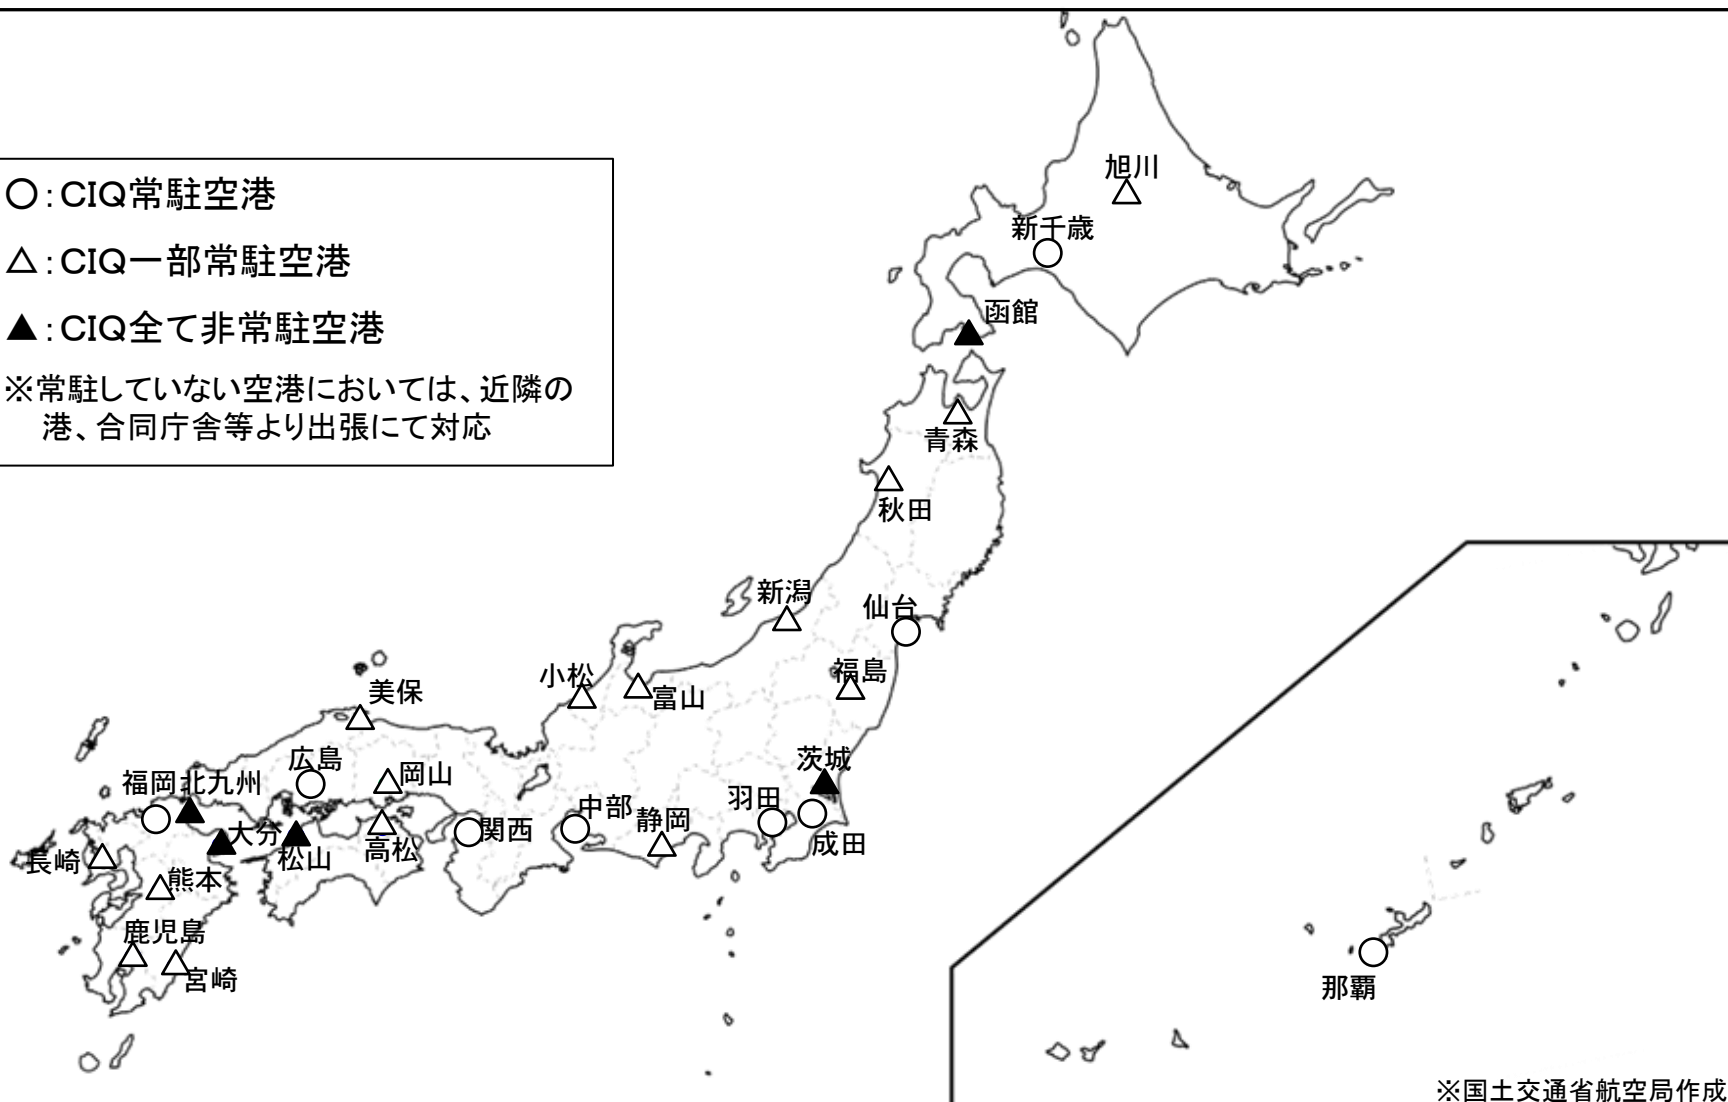 ○：CIQ常駐空港
△：CIQ一部常駐空港
▲：CIQ全て非常駐空港
※常駐していない空港においては、近隣の
港、合同庁舎等より出張にて対応
旭川
新千歳
函館
青森
秋田
新潟
仙台
福島
小松
富山
美保
茨城
広島
岡山
福岡
北九州
羽田
中部
静岡
関西
成田
大分
松山
高松
長崎
熊本
鹿児島
宮崎
那覇
※国土交通省航空局作成